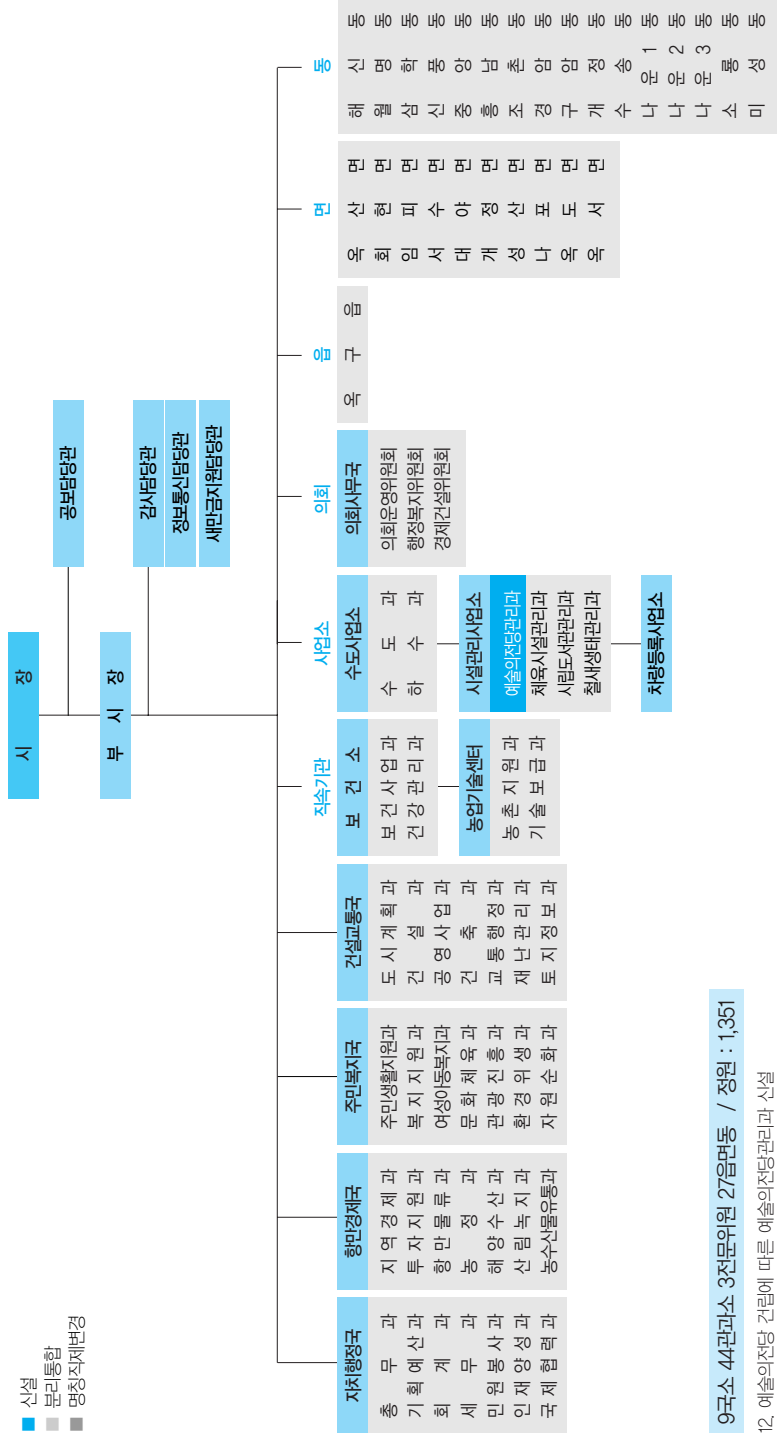 ■ 신설
■ 분리통합
■ 명칭직제변경
시 장
공보담당관
부 시 장
감사담당관
정보통신담당관
새만금지원담당관
자치행정국
총 무 과
기 획 예 산 과
회 계 과
세 무 과
민 원 봉 사 과
인 재 양 성 과
국 제 협 력 과
항만경제국
지 역 경 제 과
투 자 지 원 과
항 만 물 류 과
농 정 과
해 양 수 산 과
산 림 녹 지 과
농수산물유통과
주민복지국
주민생활지원과
복 지 지 원 과
여성아동복지과
문 화 체 육 과
관 광 진 흥 과
환 경 위 생 과
자 원 순 환 과
건설교통국
도 시 계 획 과
건 설 과
공 영 사 업 과
건 축 과
교 통 행 정 과
재 난 관 리 과
토 지 정 보 과
직속기관
보 건 소
보 건 사 업 과
건 강 관 리 과
농업기술센터
농 촌 지 원 과
기 술 보 급 과
사업소
수도사업소
수 도 과
하 수 과
시설관리사업소
예술의전당관리과
체육시설관리과
시립도서관관리과
철새생태관리과
차량등록사업소
의회
의회사무국
의회운영위원회
행정복지위원회
경제건설위원회
읍
옥 구 읍
면
옥 산 면
회 현 면
임 피 면
서 수 면
대 야 면
개 정 면
성 산 면
나 포 면
옥 도 면
옥 서 면
동
해 신 동
월 명 동
삼 학 동
신 풍 동
중 앙 동
흥 남 동
조 촌 동
경 암 동
구 암 동
개 정 동
수 송 동
나 운 1 동
나 운 2 동
나 운 3 동
소 룡 동
미 성 동
9국소 44관과소 3전문위원 27읍면동 / 정원 : 1,351
12. 예술의전당 건립에 따른 예술의전당관리과 신설